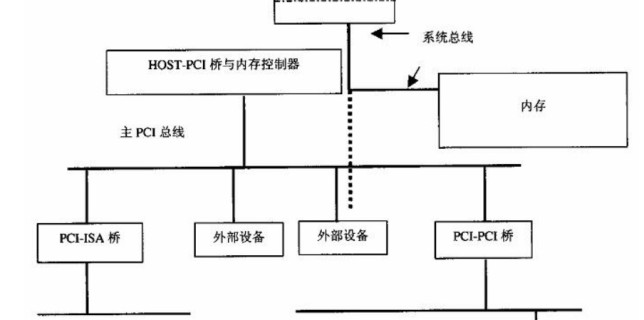 系统总线
HOST-PCI 桥与内存控制器
内存
主 PCI 总线
PCI-ISA 桥
外部设备
外部设备
PCI-PCI 桥